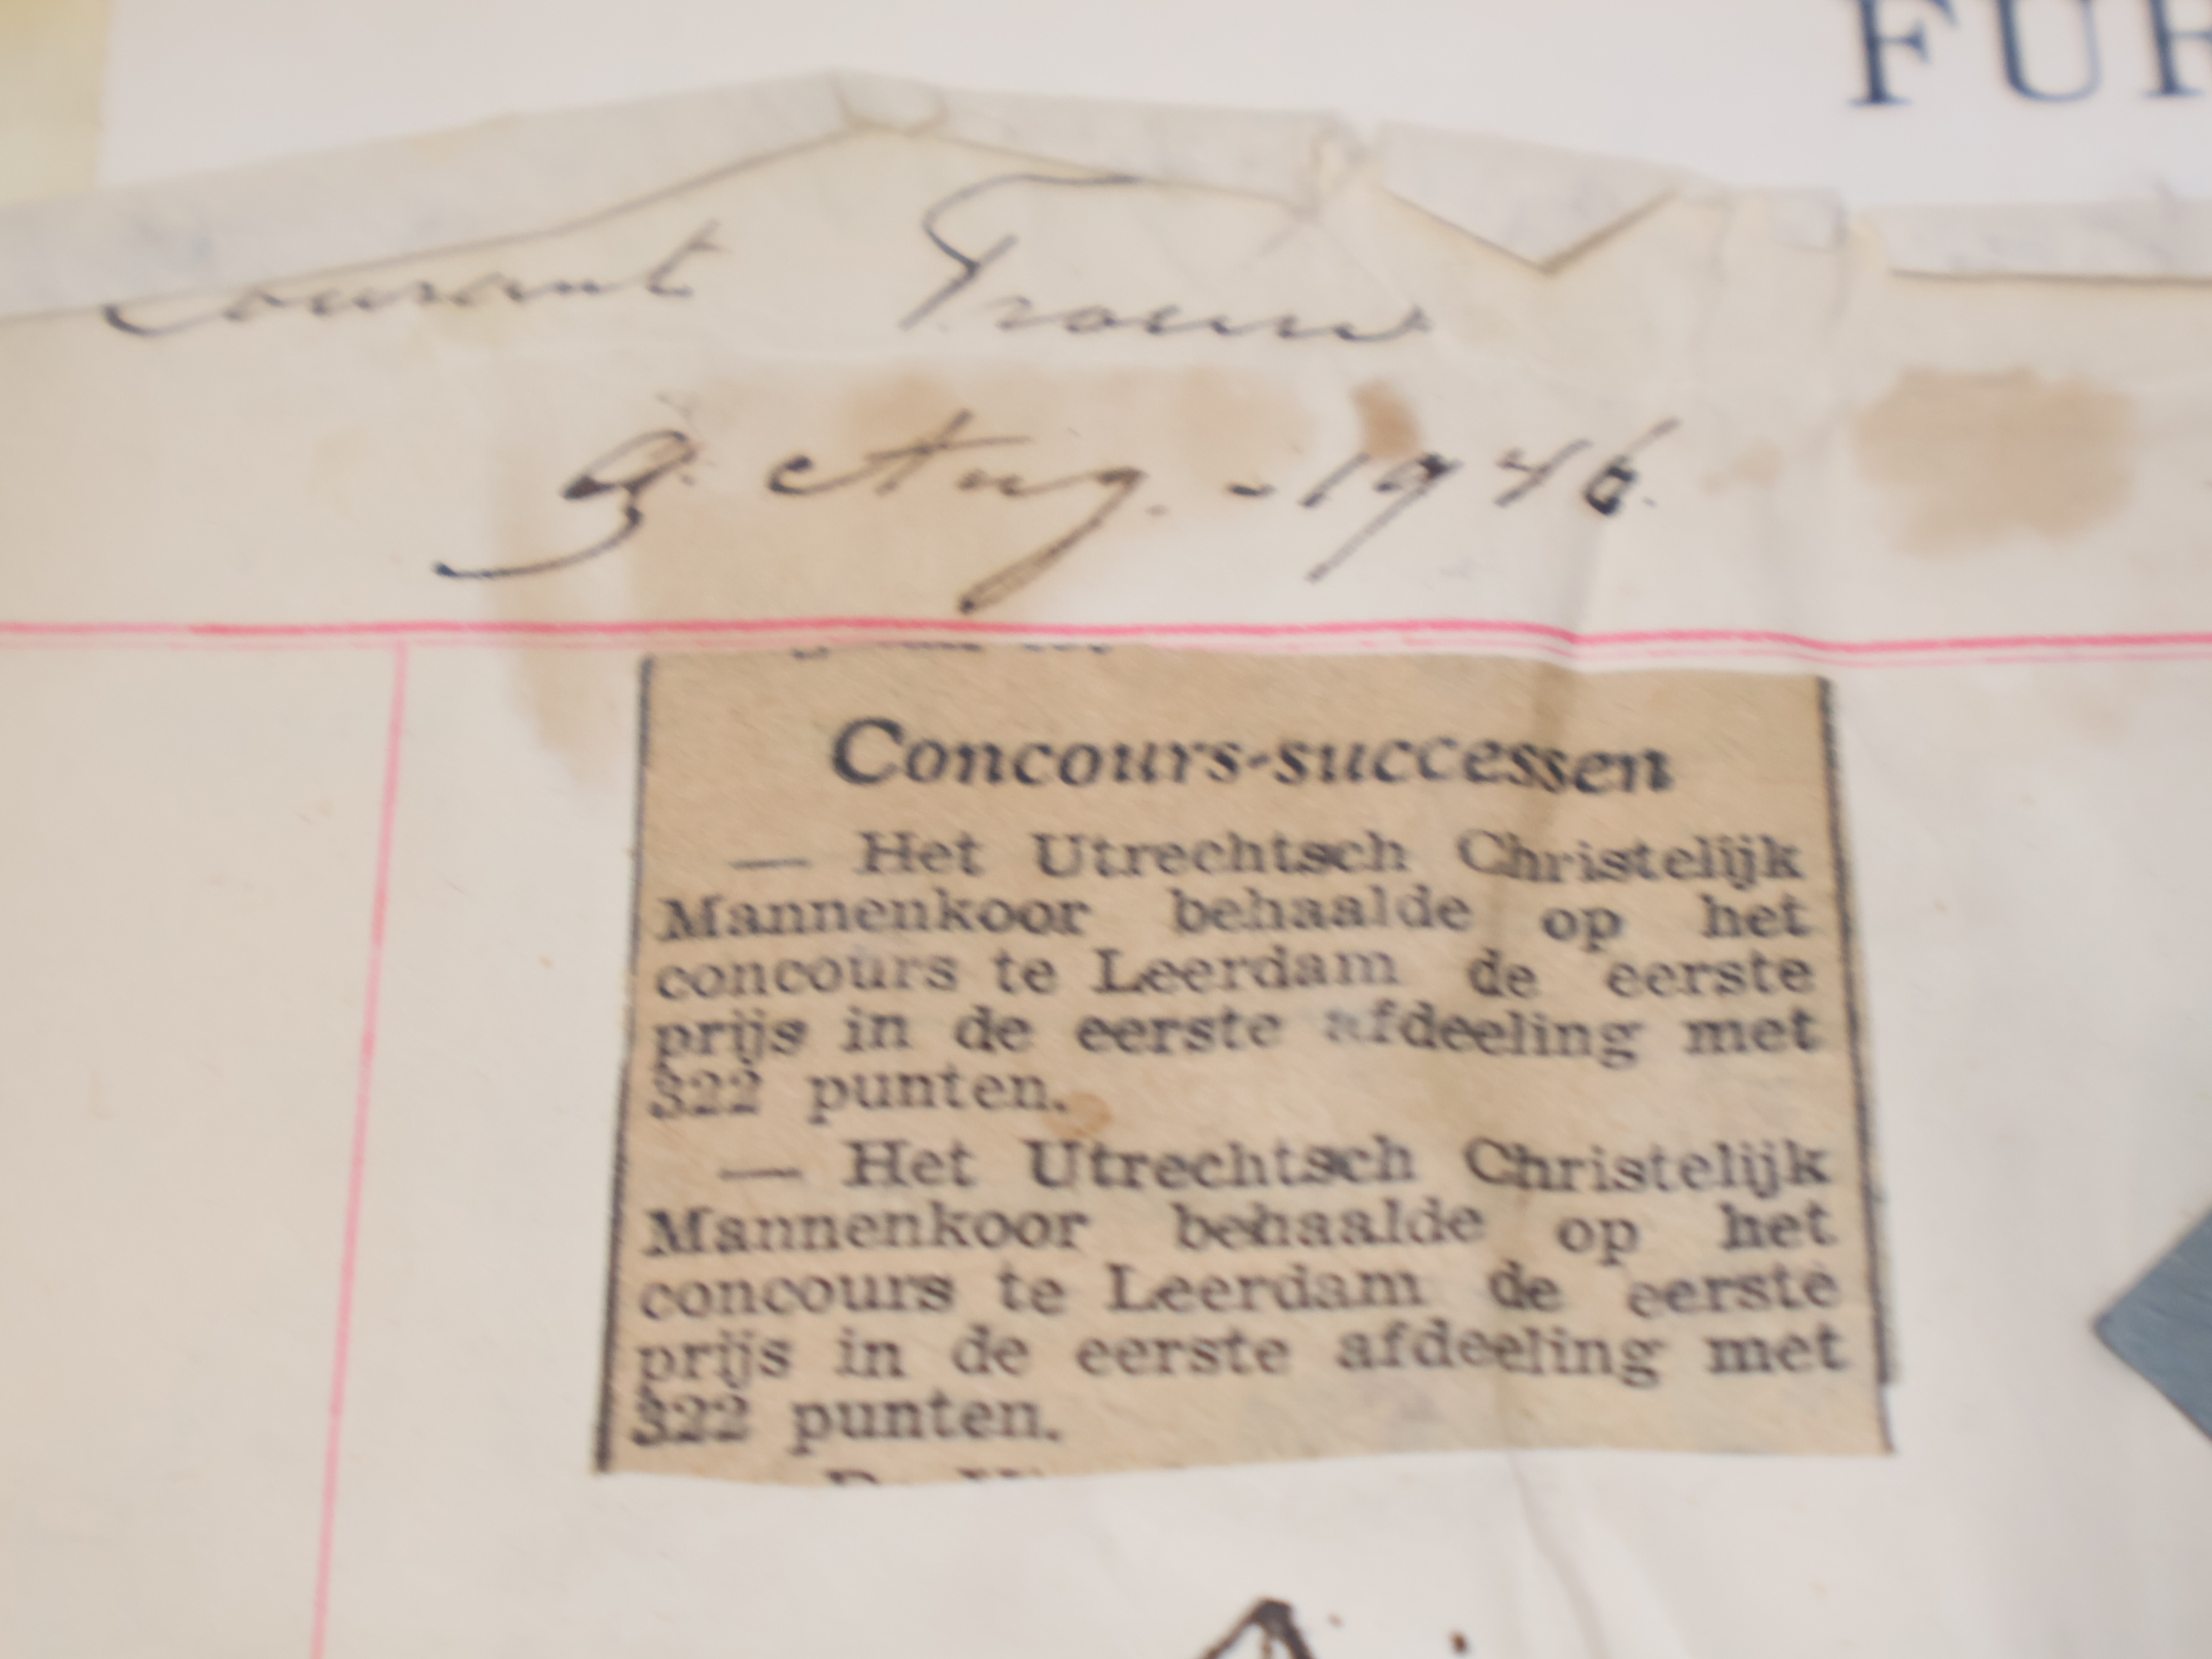 FUR
Courant Trouw
9 Aug. - 1946.
Concours-successen
— Het Utrechtsch Christelijk
Mannenkoor behaalde op het
concours te Leerdam de eerste
prijs in de eerste afdeeling met
322 punten.
— Het Utrechtsch Christelijk
Mannenkoor behaalde op het
concours te Leerdam de eerste
prijs in de eerste afdeeling met
322 punten.